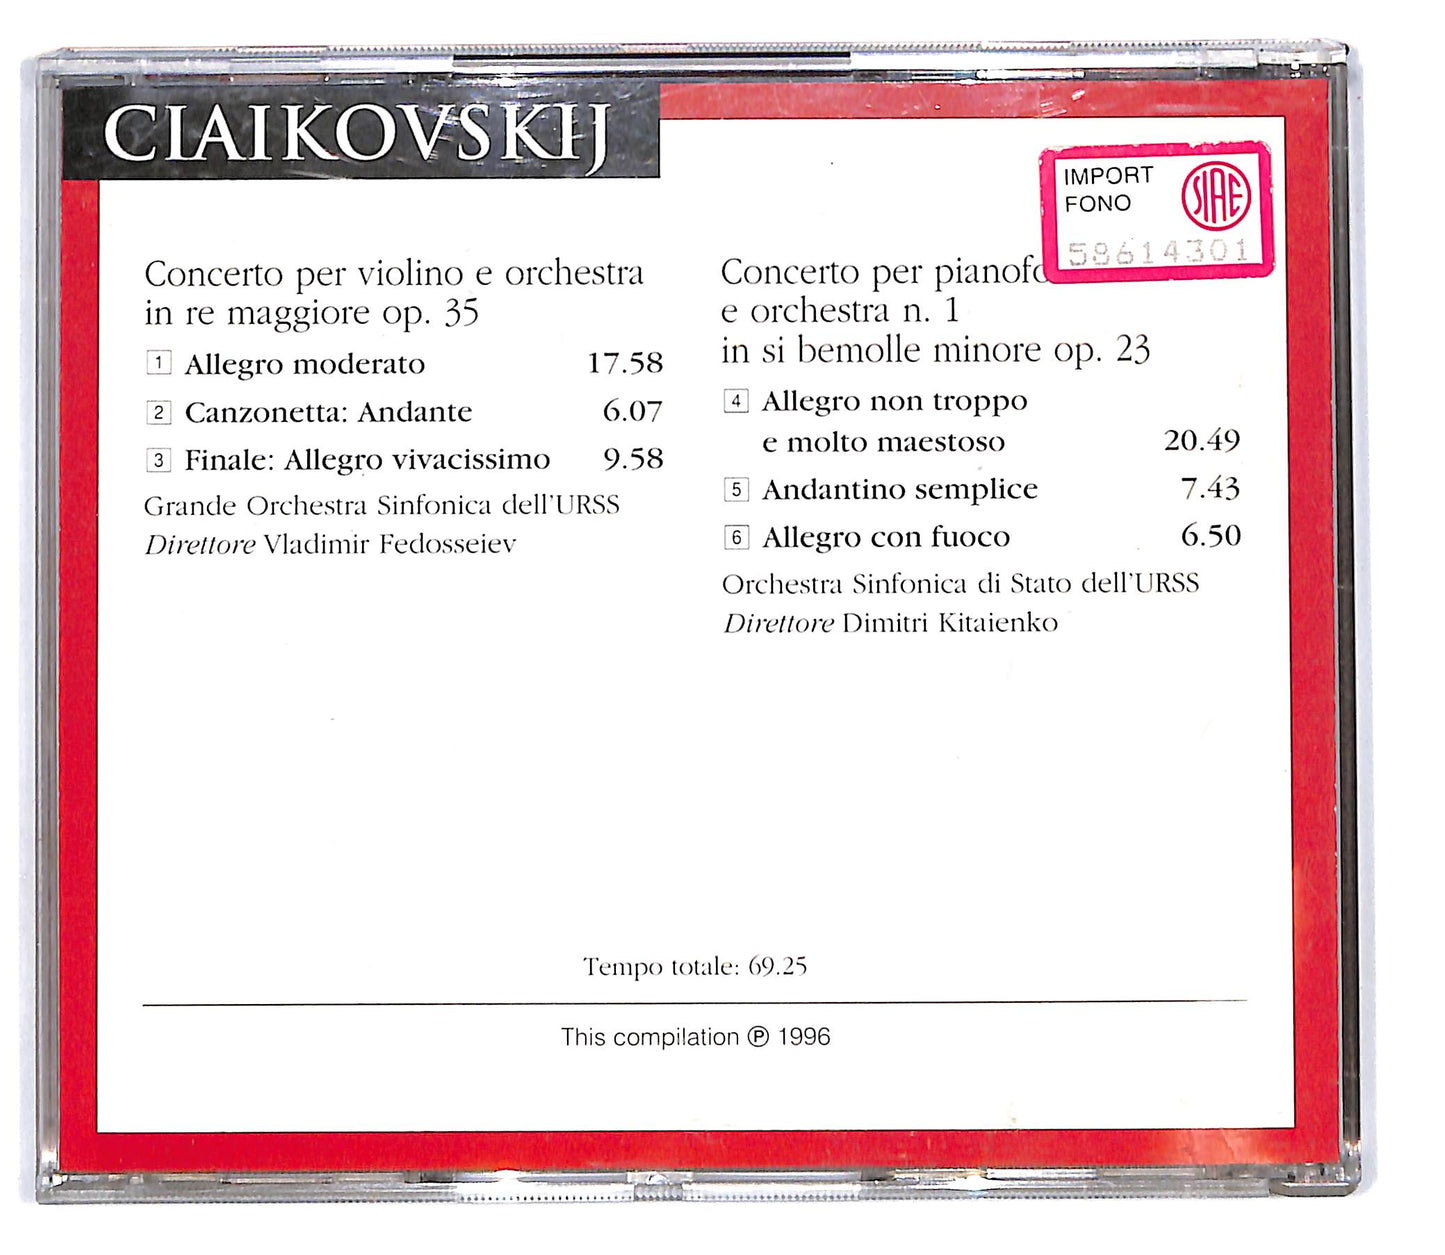 CIAIKOVSKIJ
IMPORT
FONO
SIAE
58614301
Concerto per violino e orchestra
in re maggiore op. 35
1 Allegro moderato 17.58
2 Canzonetta: Andante 6.07
3 Finale: Allegro vivacissimo 9.58
Grande Orchestra Sinfonica dell'URSS
Direttore Vladimir Fedosseiev
Concerto per pianofo
e orchestra n. 1
in si bemolle minore op. 23
4 Allegro non troppo
e molto maestoso 20.49
5 Andantino semplice 7.43
6 Allegro con fuoco 6.50
Orchestra Sinfonica di Stato dell'URSS
Direttore Dimitri Kitaienko
Tempo totale: 69.25
This compilation ℗ 1996